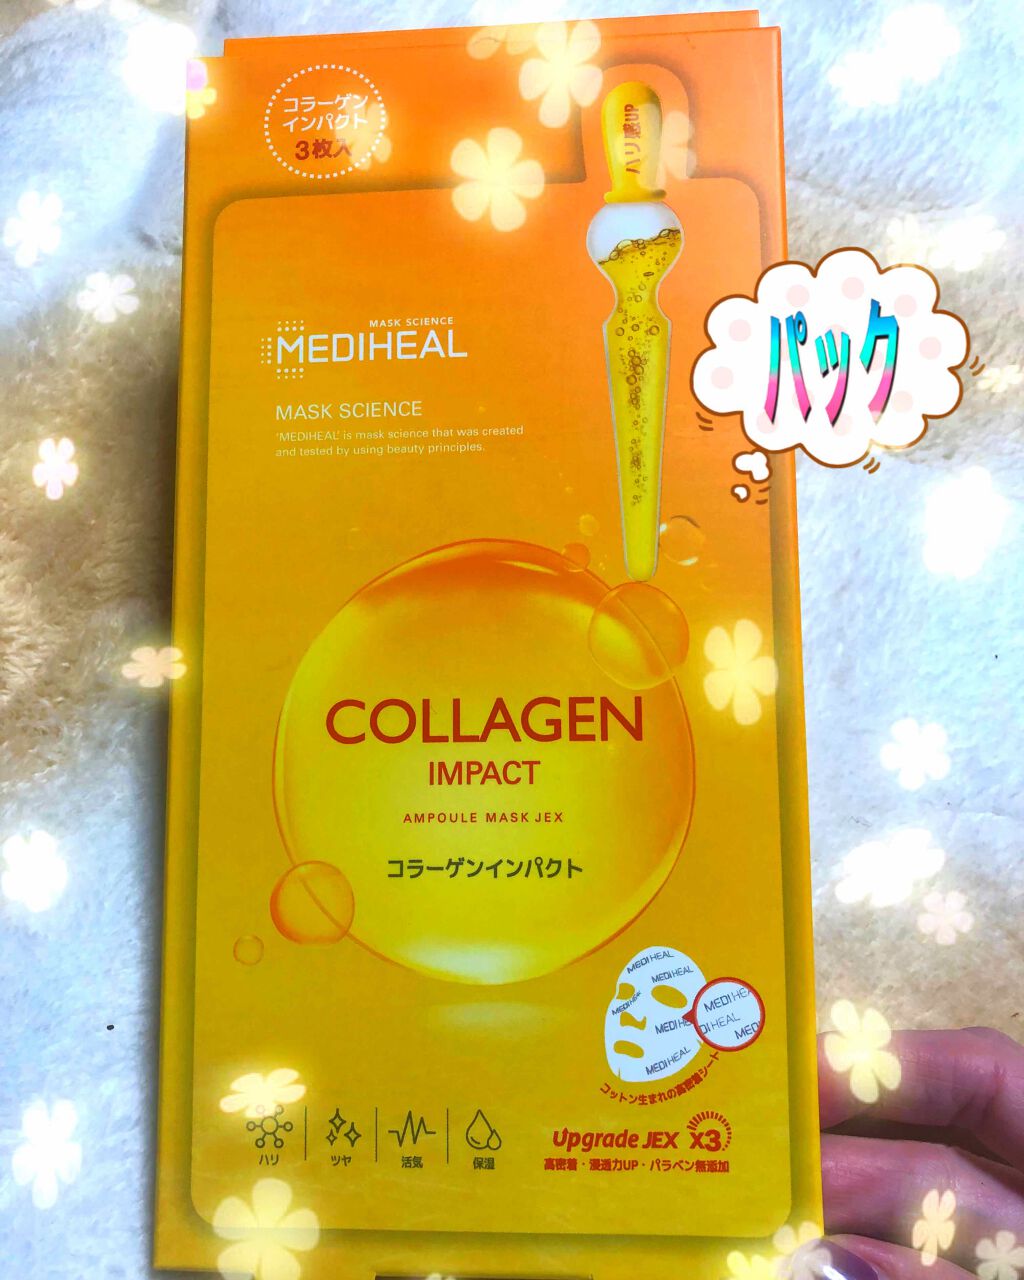 コラーゲン
インパクト
3枚入
ハリ感UP
MASK SCIENCE
MEDIHEAL
MASK SCIENCE
'MEDIHEAL' is mask science that was created
and tested by using beauty principles.
パック
COLLAGEN
IMPACT
AMPOULE MASK JEX
コラーゲンインパクト
MEDIHEAL
MEDIHEAL
MEDIHEAL
MEDIHE
MEDIHEAL
MEDIHEA
DIHEAL
MED
コットン生まれの高密着シート
ハリ
ツヤ
活気
保湿
Upgrade JEX x3
高密着・浸透力UP・パラベン無添加